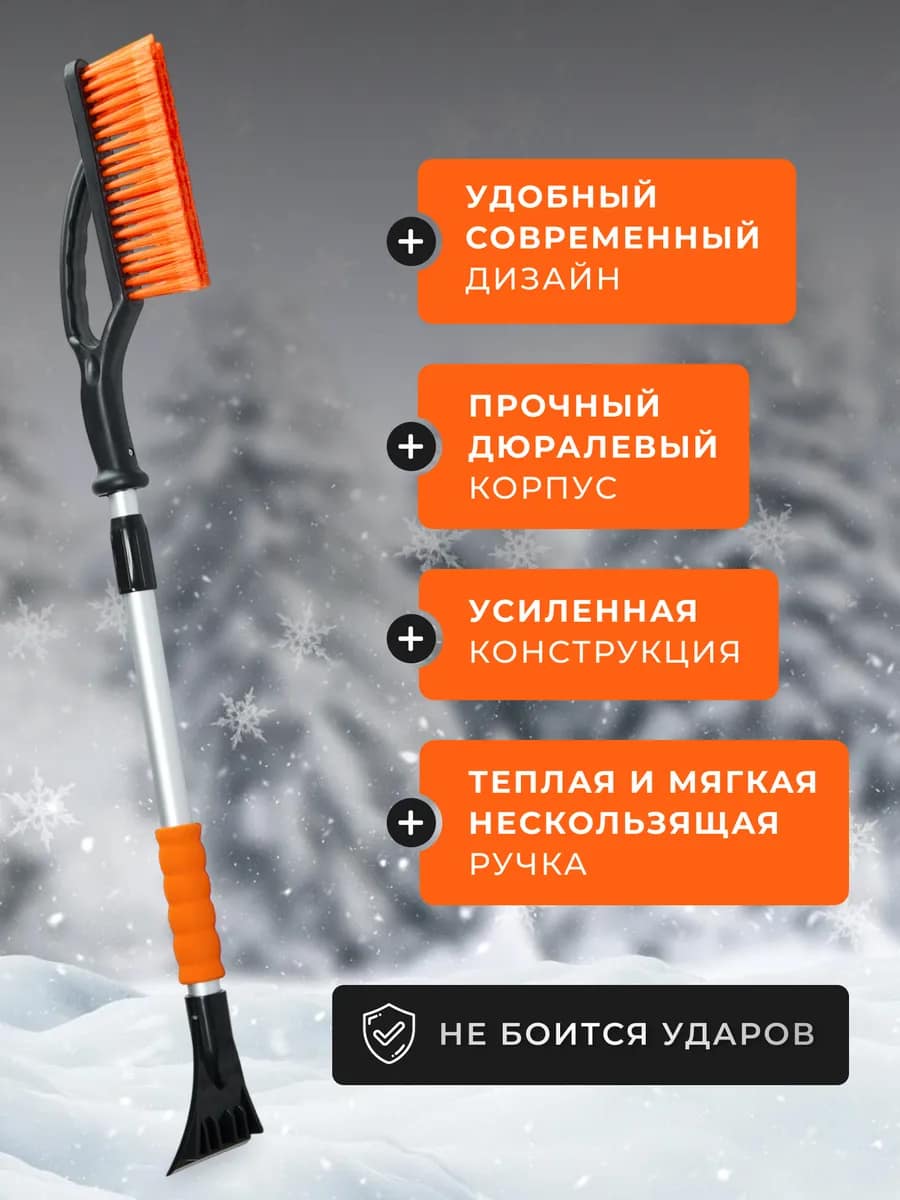 УДОБНЫЙ
СОВРЕМЕННЫЙ
ДИЗАЙН
ПРОЧНЫЙ
ДЮРАЛЕВЫЙ
КОРПУС
УСИЛЕННАЯ
КОНСТРУКЦИЯ
ТЕПЛАЯ И МЯГКАЯ
НЕСКОЛЬЗЯЩАЯ
РУЧКА
НЕ БОИТСЯ УДАРОВ